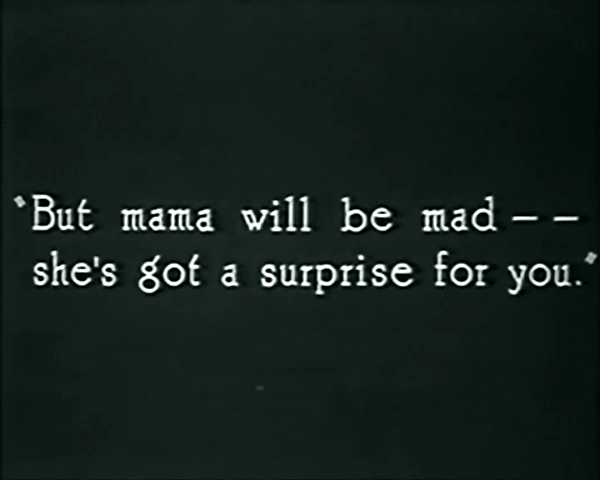 "But mama will be mad — —
she's got a surprise for you."